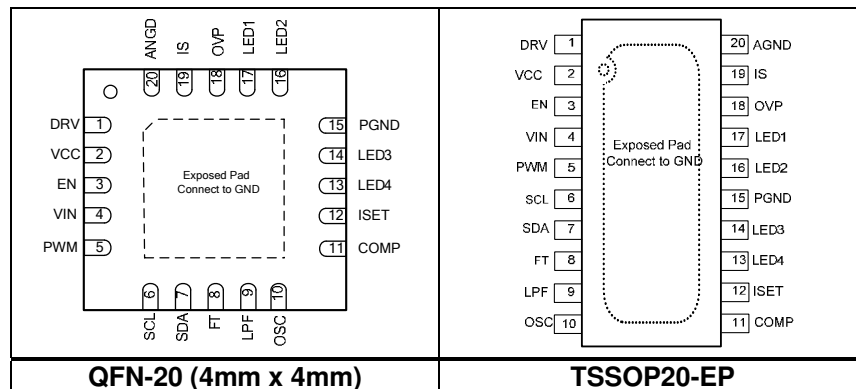 ANGD IS OVP LED1 LED2
20 19 18 17 16
DRV 1
VCC 2
EN 3
VIN 4
PWM 5
15 PGND
14 LED3
13 LED4
12 ISET
11 COMP
Exposed Pad
Connect to GND
6 7 8 9 10
SCL SDA FT LPF OSC
QFN-20 (4mm x 4mm)
DRV 1
VCC 2
EN 3
VIN 4
PWM 5
SCL 6
SDA 7
FT 8
LPF 9
OSC 10
Exposed Pad
Connect to GND
20 AGND
19 IS
18 OVP
17 LED1
16 LED2
15 PGND
14 LED3
13 LED4
12 ISET
11 COMP
TSSOP20-EP